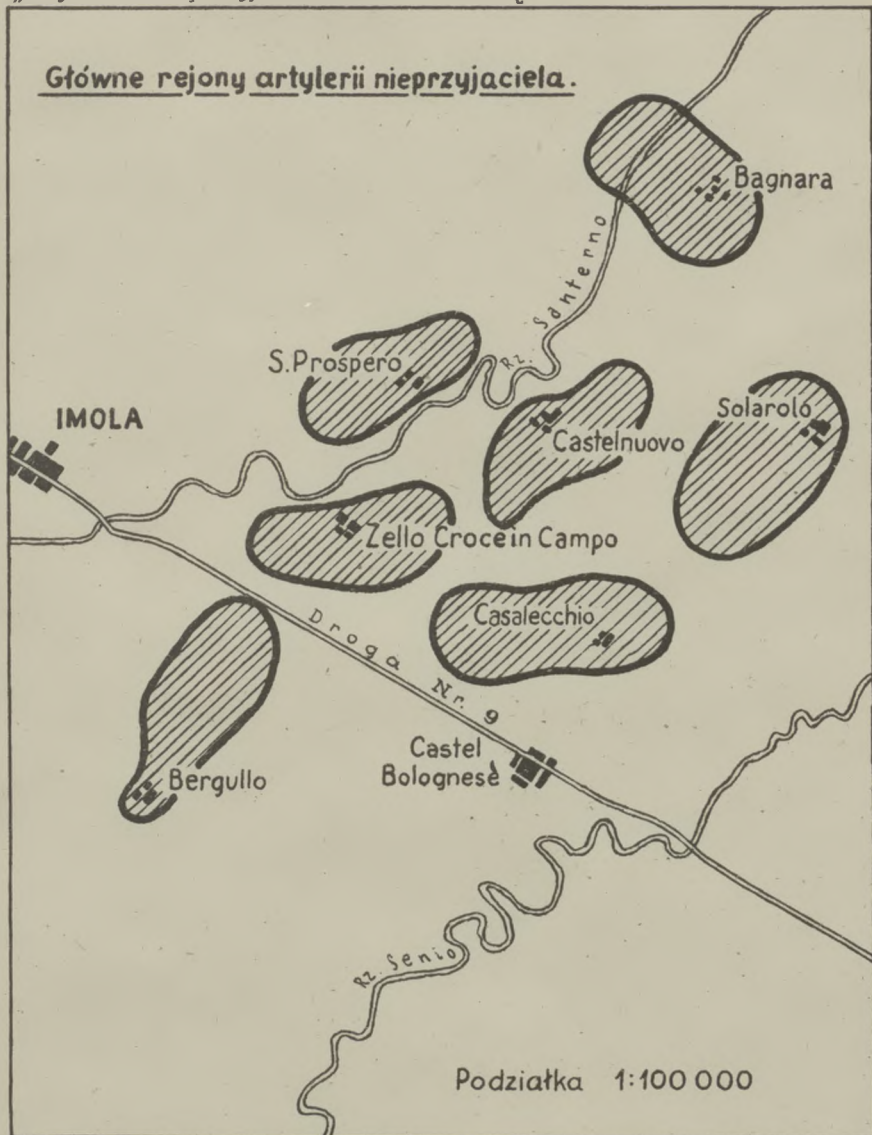 Główne rejony artylerii nieprzyjaciela.
Bagnara
Rz. Santerno
S. Prospero
IMOLA
Solarolo
Castelnuovo
Zello Croce in Campo
Casalecchio
Droga Nr. 9
Castel
Bolognese
Bergullo
Rz. Senio
Podziałka 1:100 000